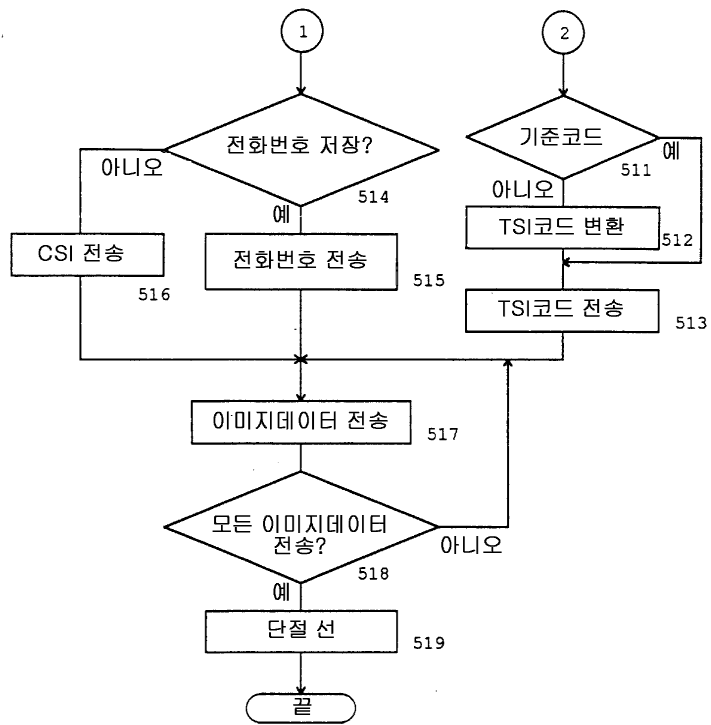 1
전화번호 저장?
514
아니오
예
CSI 전송
516
전화번호 전송
515
2
기준코드
511
예
아니오
TSI코드 변환
512
TSI코드 전송
513
이미지데이터 전송
517
모든 이미지데이터
전송?
518
아니오
예
단절 선
519
끝